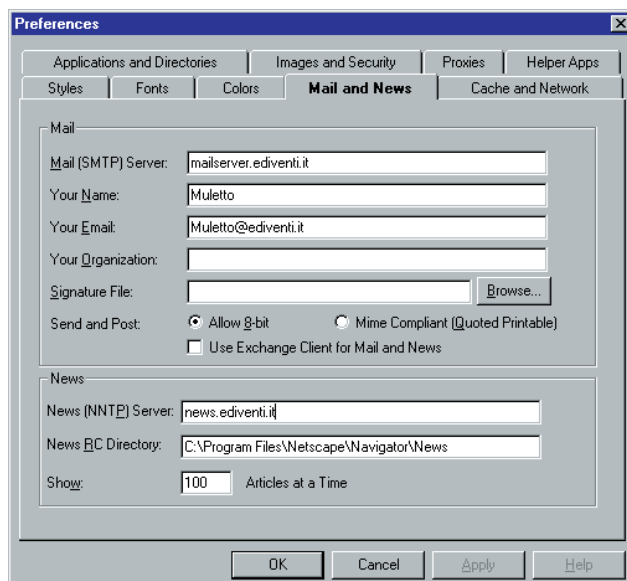 Preferences
Applications and Directories Images and Security Proxies Helper Apps
Styles Fonts Colors Mail and News Cache and Network
Mail
Mail (SMTP) Server: mailserver.ediventi.it
Your Name: Muletto
Your Email: Muletto@ediventi.it
Your Organization:
Signature File: Browse...
Send and Post: Allow 8-bit Mime Compliant (Quoted Printable)
Use Exchange Client for Mail and News
News
News (NNTP) Server: news.ediventi.it
News RC Directory: C:\Program Files\Netscape\Navigator\News
Show: 100 Articles at a Time
OK Cancel Apply Help